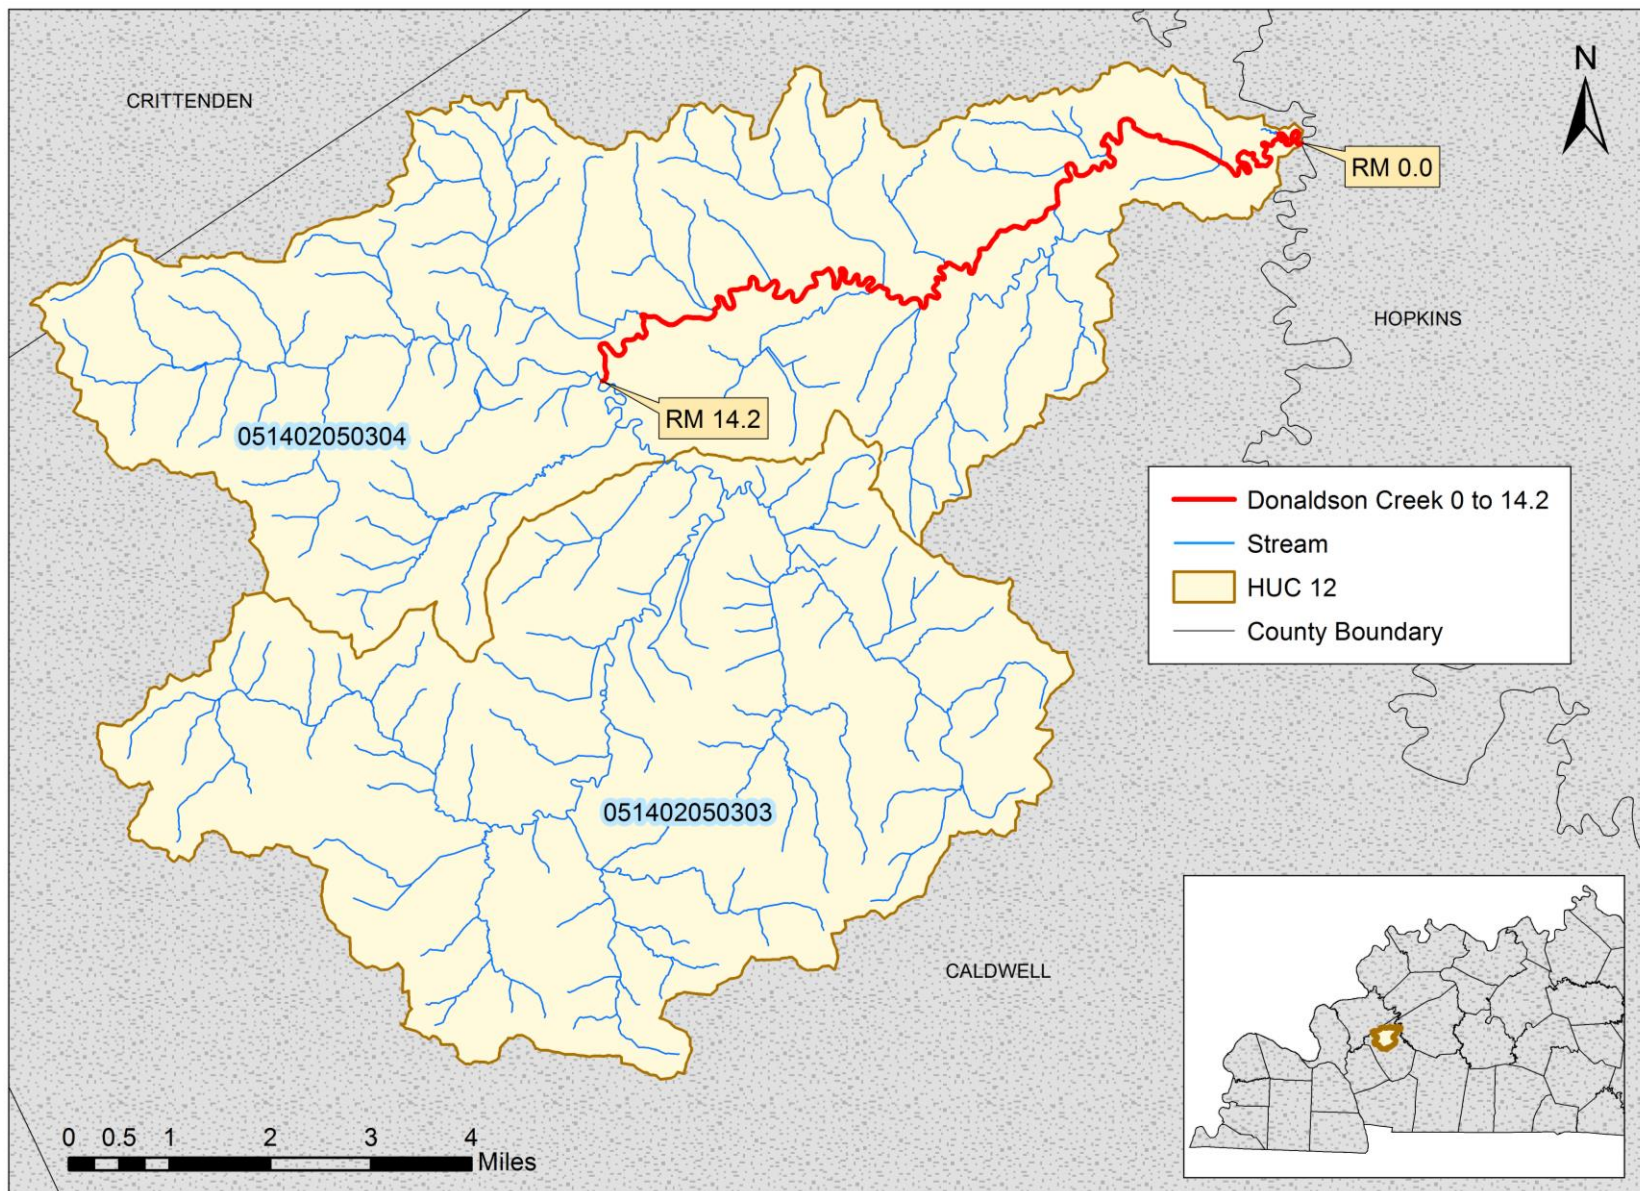 N
CRITTENDEN
RM 0.0
HOPKINS
RM 14.2
051402050304
Donaldson Creek 0 to 14.2
Stream
HUC 12
County Boundary
051402050303
CALDWELL
0 0.5 1 2 3 4
Miles